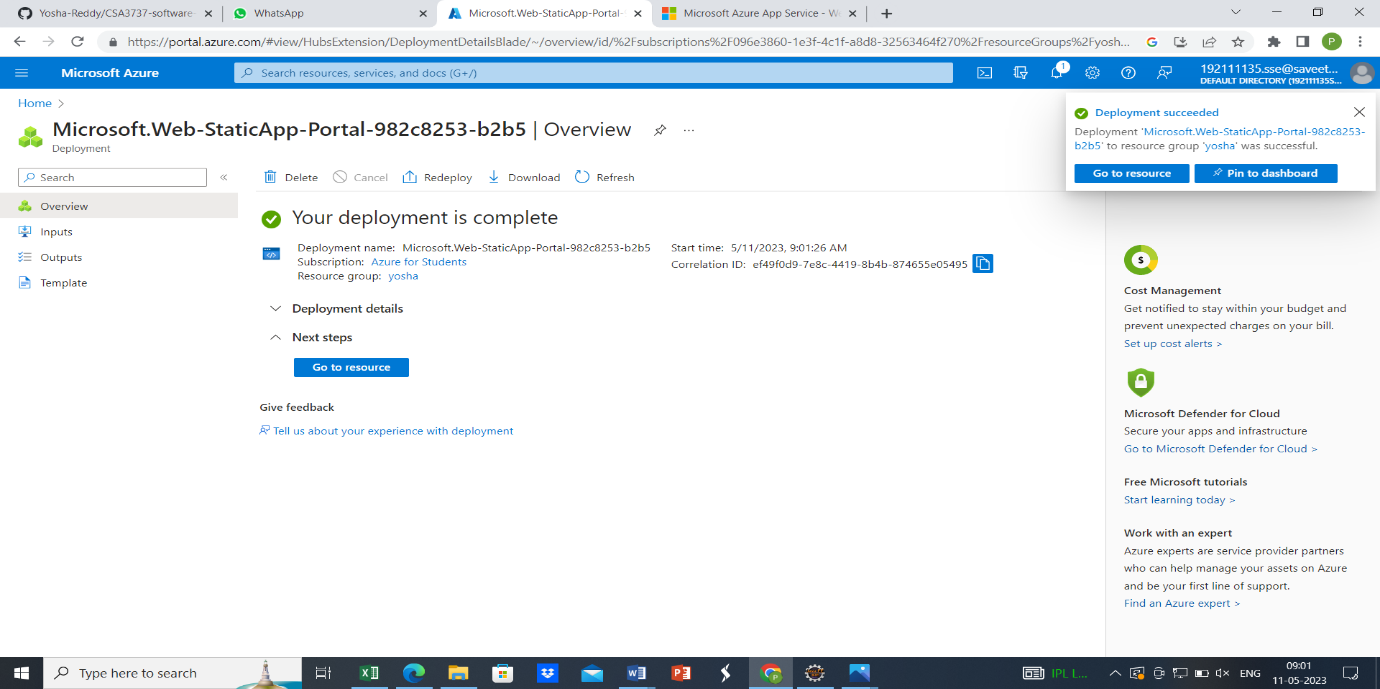 Yosha-Reddy/CSA3737-software-
WhatsApp
Microsoft.Web-StaticApp-Portal-
Microsoft Azure App Service - We
https://portal.azure.com/#view/HubsExtension/DeploymentDetailsBlade/~/overview/id/%2Fsubscriptions%2F096e3860-1e3f-4c1f-a8d8-32563464f270%2FresourceGroups%2Fyosh...
P
Microsoft Azure
Search resources, services, and docs (G+/)
1
192111135.sse@saveet...
DEFAULT DIRECTORY (1921111355...
Home >
Microsoft.Web-StaticApp-Portal-982c8253-b2b5 | Overview
Deployment
Deployment succeeded
Deployment 'Microsoft.Web-StaticApp-Portal-982c8253-
b2b5' to resource group 'yosha' was successful.
Go to resource
Pin to dashboard
Search
Delete
Cancel
Redeploy
Download
Refresh
Overview
Inputs
Outputs
Template
Your deployment is complete
Deployment name: Microsoft.Web-StaticApp-Portal-982c8253-b2b5
Subscription: Azure for Students
Resource group: yosha
Start time: 5/11/2023, 9:01:26 AM
Correlation ID: ef49f0d9-7e8c-4419-8b4b-874655e05495
Deployment details
Next steps
Go to resource
Give feedback
Tell us about your experience with deployment
Cost Management
Get notified to stay within your budget and
prevent unexpected charges on your bill.
Set up cost alerts >
Microsoft Defender for Cloud
Secure your apps and infrastructure
Go to Microsoft Defender for Cloud >
Free Microsoft tutorials
Start learning today >
Work with an expert
Azure experts are service provider partners
who can help manage your assets on Azure
and be your first line of support.
Find an Azure expert >
Type here to search
IPL L...
ENG
09:01
11-05-2023